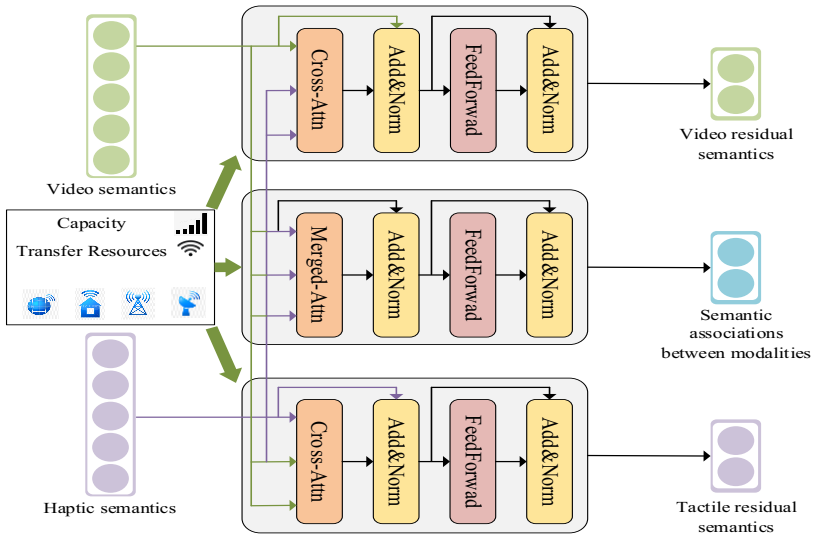 Video semantics
Capacity
Transfer Resources
Haptic semantics
Cross-Attn
Add&Norm
FeedForwad
Add&Norm
Merged-Attn
Add&Norm
FeedForwad
Add&Norm
Cross-Attn
Add&Norm
FeedForwad
Add&Norm
Video residual
semantics
Semantic
associations
between modalities
Tactile residual
semantics